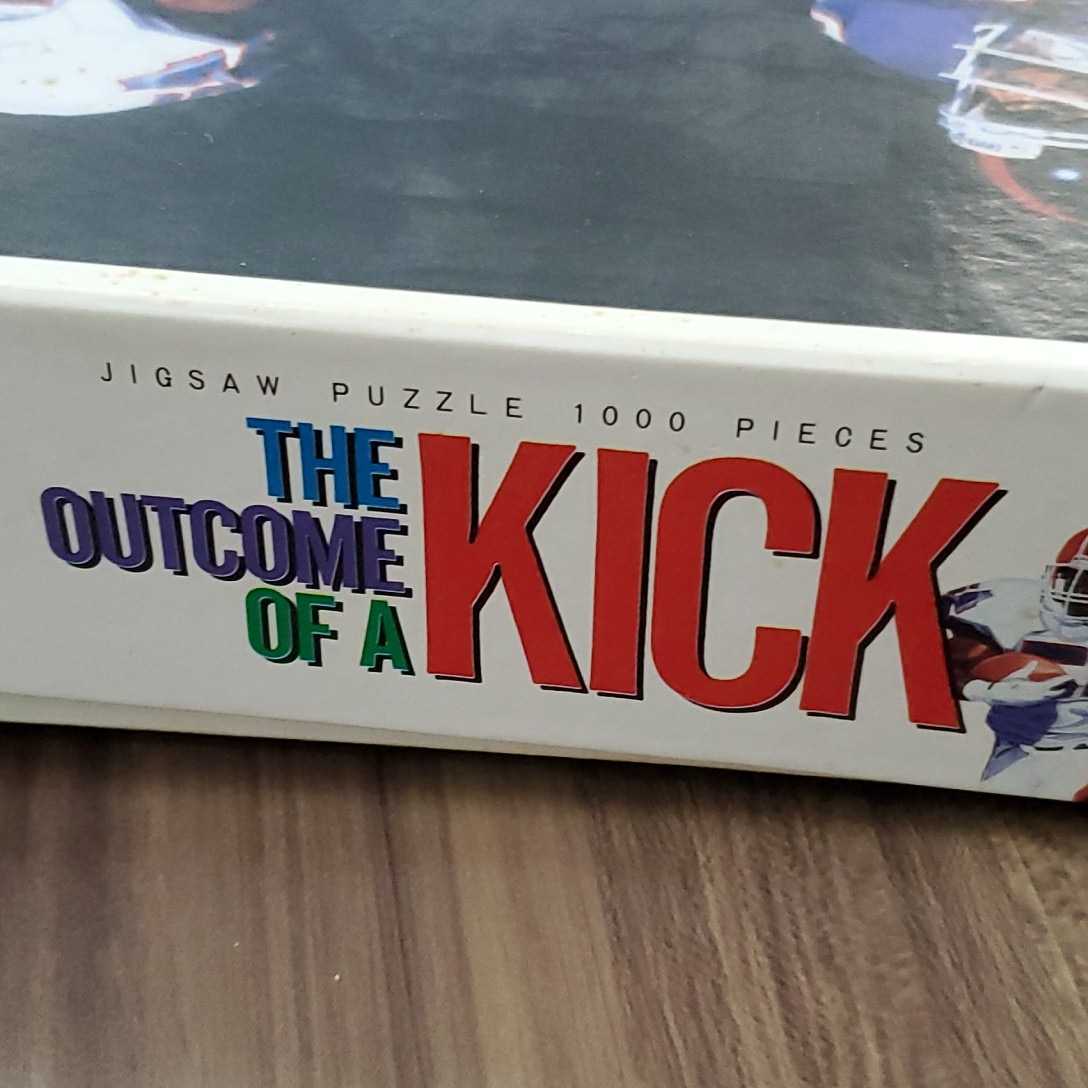 JIGSAW PUZZLE 1000 PIECES
THE
OUTCOME
OF A
KICK